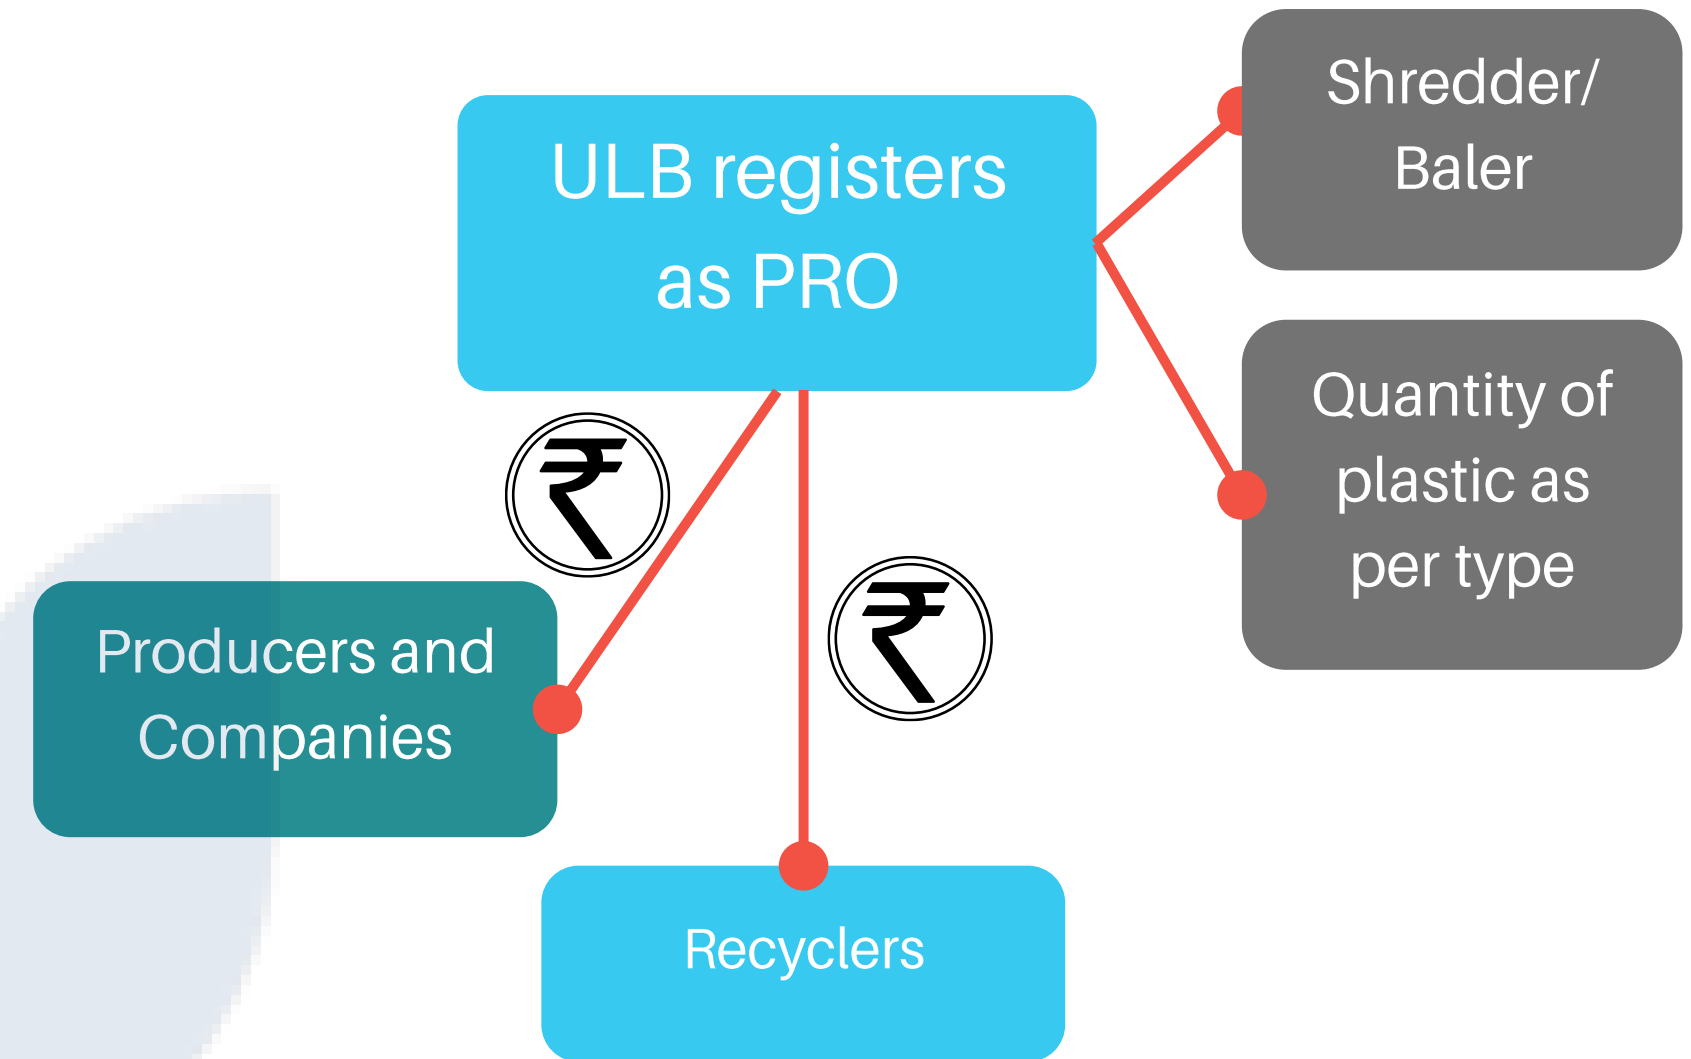 ULB registers
as PRO
Shredder/
Baler
Quantity of
plastic as
per type
₹
₹
Producers and
Companies
Recyclers